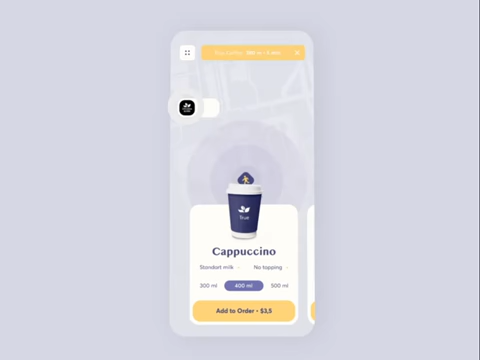 Cappuccino
Standart milk
No topping
300 ml
400 ml
500 ml
Add to Order • $3,5